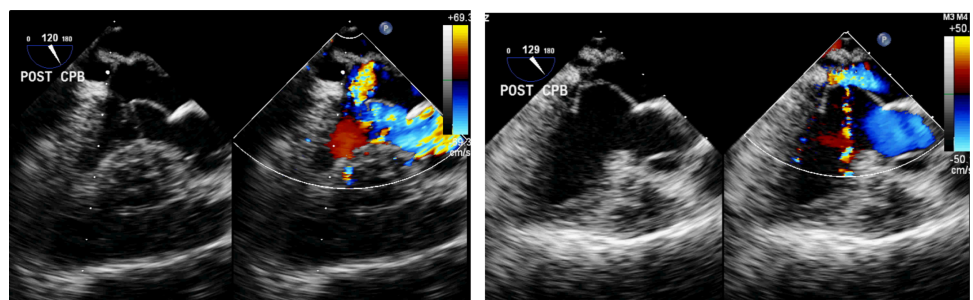 0 120 180
POST CPB
+69.3
P
cm/s
0 129 180
POST CPB
P
M3 M4
+50.
-50.
cm/s